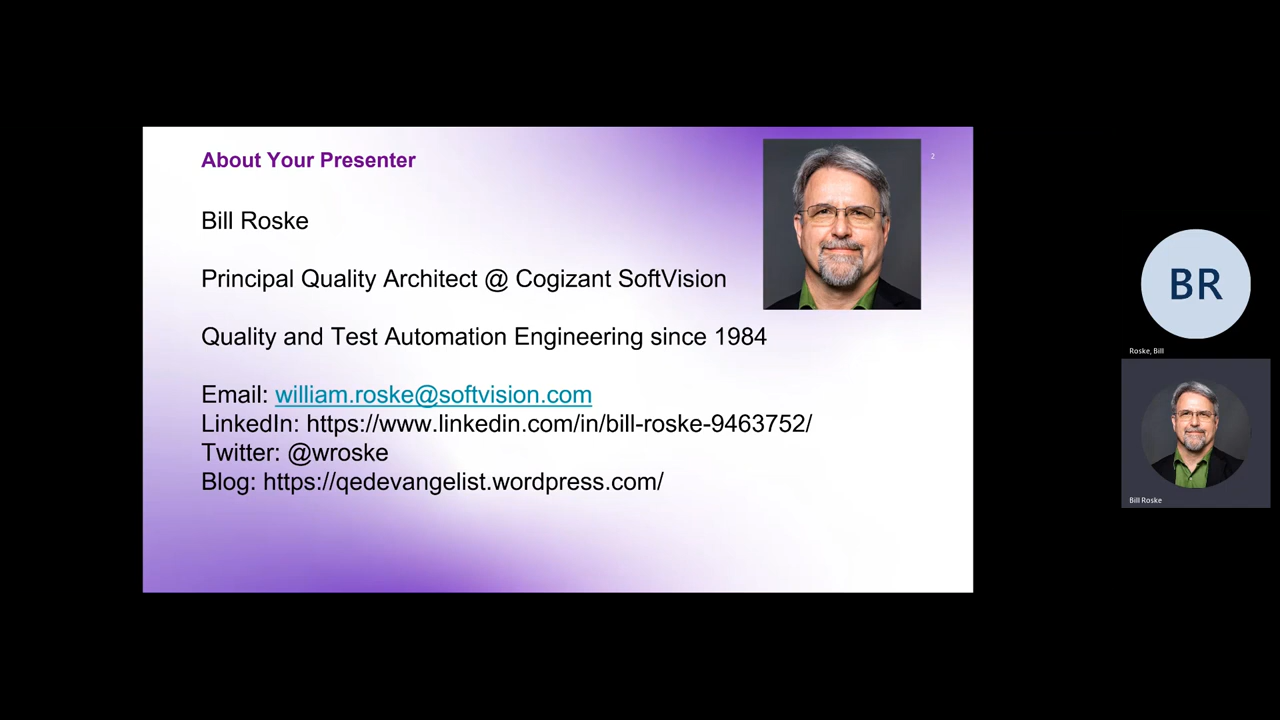 About Your Presenter
2
Bill Roske
Principal Quality Architect @ Cogizant SoftVision
Quality and Test Automation Engineering since 1984
Email: william.roske@softvision.com
LinkedIn: https://www.linkedin.com/in/bill-roske-9463752/
Twitter: @wroske
Blog: https://qedevangelist.wordpress.com/
BR
Roske, Bill
Bill Roske